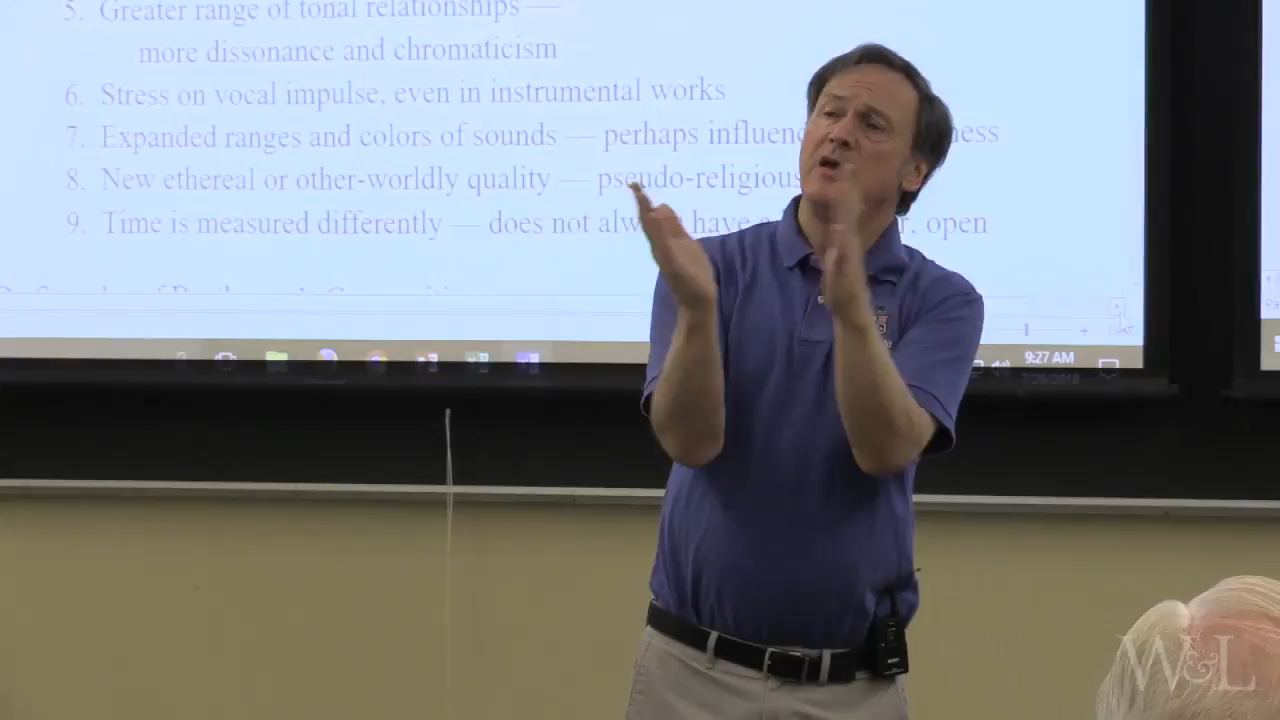 5. Greater range of tonal relationships —
more dissonance and chromaticism
6. Stress on vocal impulse, even in instrumental works
7. Expanded ranges and colors of sounds — perhaps
8. New ethereal or other-worldly quality — pseudo-religious
9. Time is measured differently — does not have open
9:27 AM
W&L